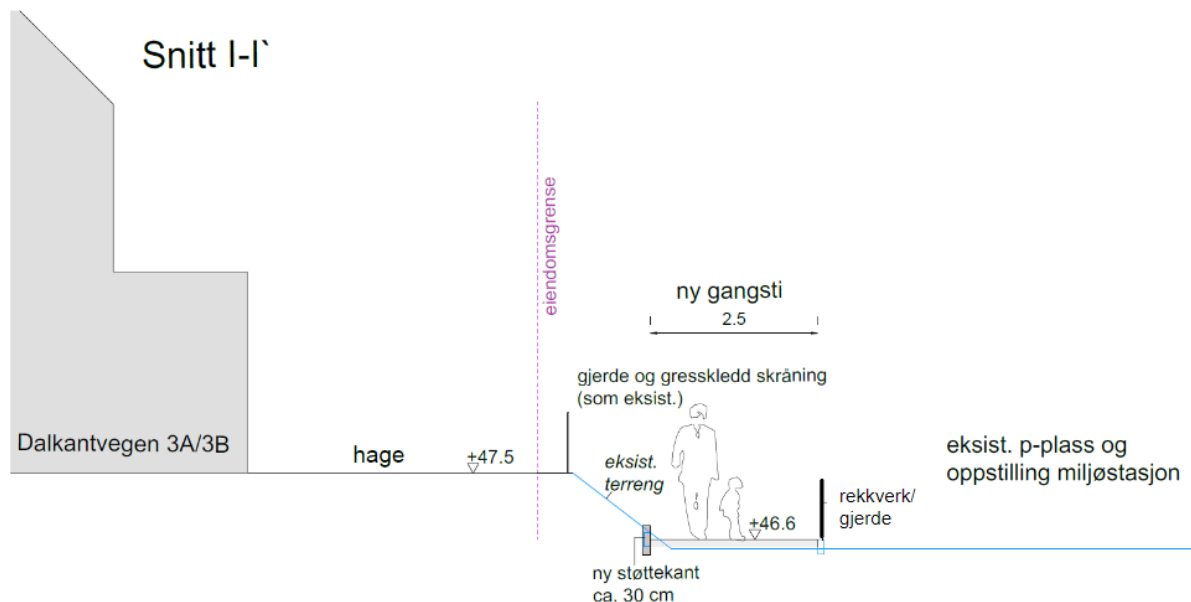 Snitt I-I`
eiendomsgrense
ny gangsti
2.5
gjerde og gresskledd skråning
(som eksist.)
Dalkantvegen 3A/3B
hage
+47.5
eksist.
terreng
+46.6
rekkverk/
gjerde
eksist. p-plass og
oppstilling miljøstasjon
ny støttekant
ca. 30 cm